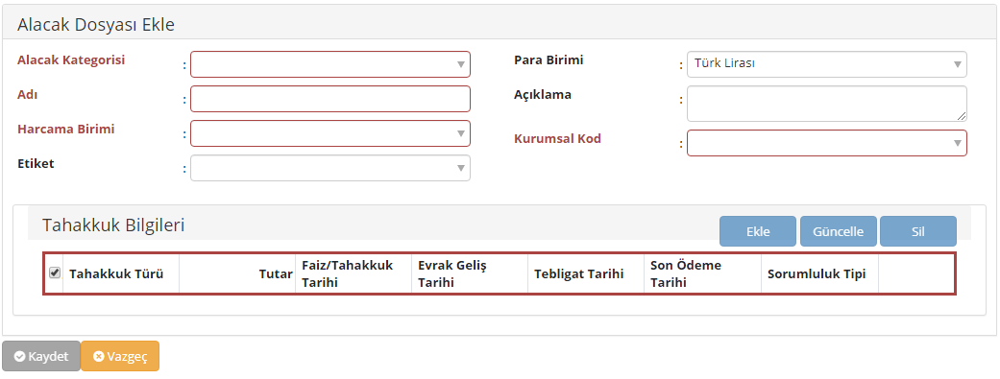 Alacak Dosyası Ekle
Alacak Kategorisi :
Para Birimi : Türk Lirası
Adı :
Açıklama :
Harcama Birimi :
Kurumsal Kod :
Etiket :
Tahakkuk Bilgileri
Ekle Güncelle Sil
Tahakkuk Türü Tutar Faiz/Tahakkuk Tarihi Evrak Geliş Tarihi Tebligat Tarihi Son Ödeme Tarihi Sorumluluk Tipi
Kaydet Vazgeç